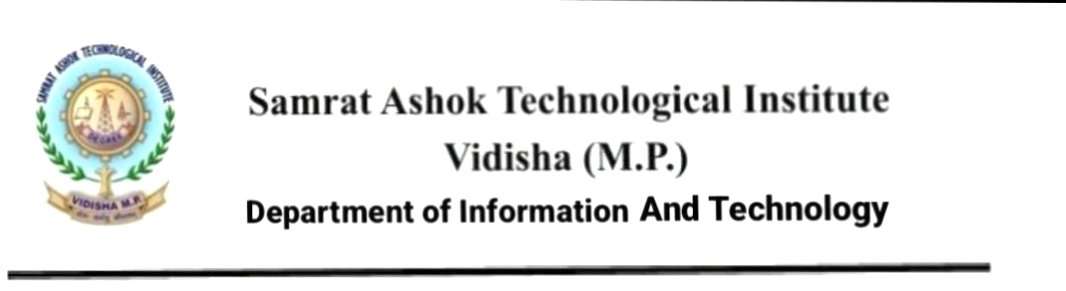 SAMRAT ASHOK TECHNOLOGICAL INSTITUTE
DEGREE
VIDISHA M.P.
Samrat Ashok Technological Institute
Vidisha (M.P.)
Department of Information And Technology